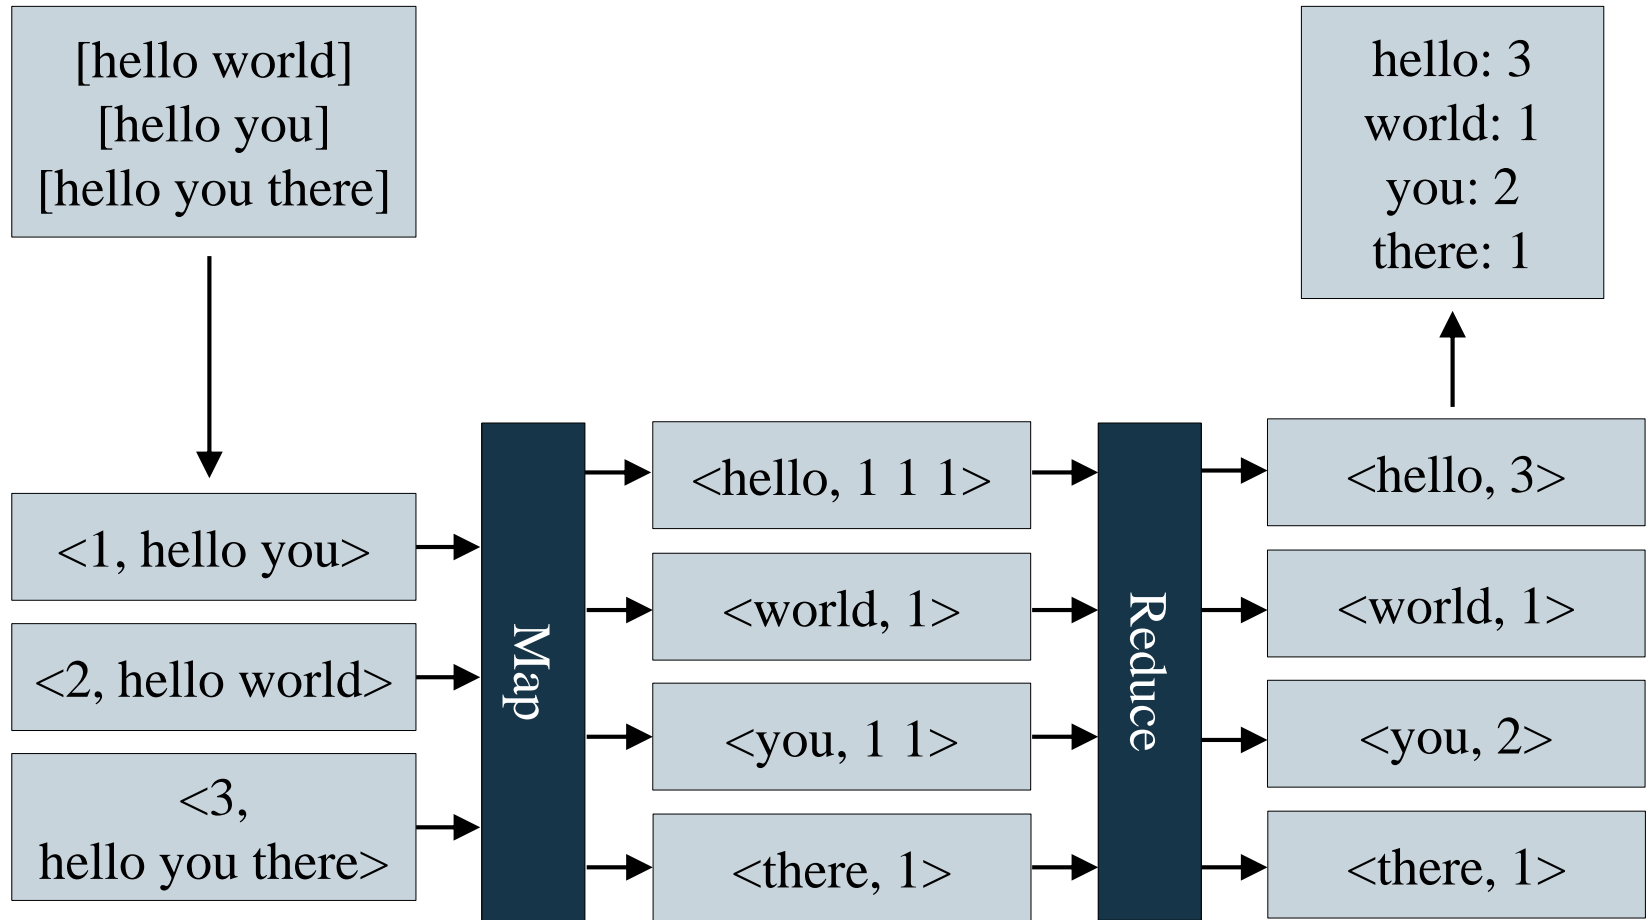 [hello world]
[hello you]
[hello you there]
hello: 3
world: 1
you: 2
there: 1
<1, hello you>
<2, hello world>
<3,
hello you there>
Map
<hello, 1 1 1>
<world, 1>
<you, 1 1>
<there, 1>
Reduce
<hello, 3>
<world, 1>
<you, 2>
<there, 1>